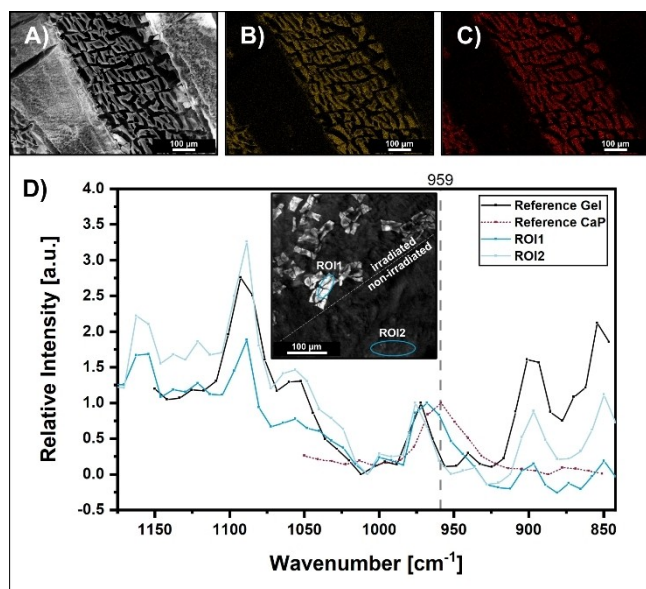 A)
100 µm
B)
100 µm
C)
100 µm
D)
959
4.0
3.5
3.0
2.5
2.0
1.5
1.0
0.5
0.0
-0.5
Relative Intensity [a.u.]
Reference Gel
Reference CaP
ROI1
ROI2
ROI1
irradiated
non-irradiated
100 µm
ROI2
1150 1100 1050 1000 950 900 850
Wavenumber [cm⁻¹]